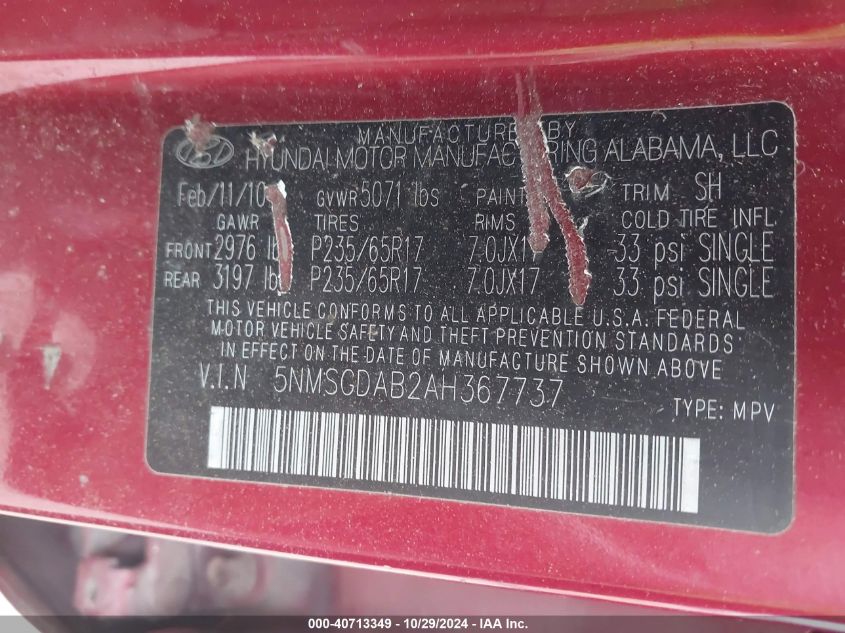 MANUFACTURED BY
HYUNDAI MOTOR MANUFACTURING ALABAMA, LLC
Feb/11/10 GVWR 5071 lbs PAINT TRIM SH
GAWR TIRES RIMS COLD TIRE INFL
FRONT 2976 lbs P235/65R17 7.0JX17 33 psi SINGLE
REAR 3197 lbs P235/65R17 7.0JX17 33 psi SINGLE
THIS VEHICLE CONFORMS TO ALL APPLICABLE U.S.A. FEDERAL
MOTOR VEHICLE SAFETY AND THEFT PREVENTION STANDARDS
IN EFFECT ON THE DATE OF MANUFACTURE SHOWN ABOVE
V.I.N 5NMSGDAB2AH367737
TYPE: MPV
000-40713349 - 10/29/2024 - IAA Inc.